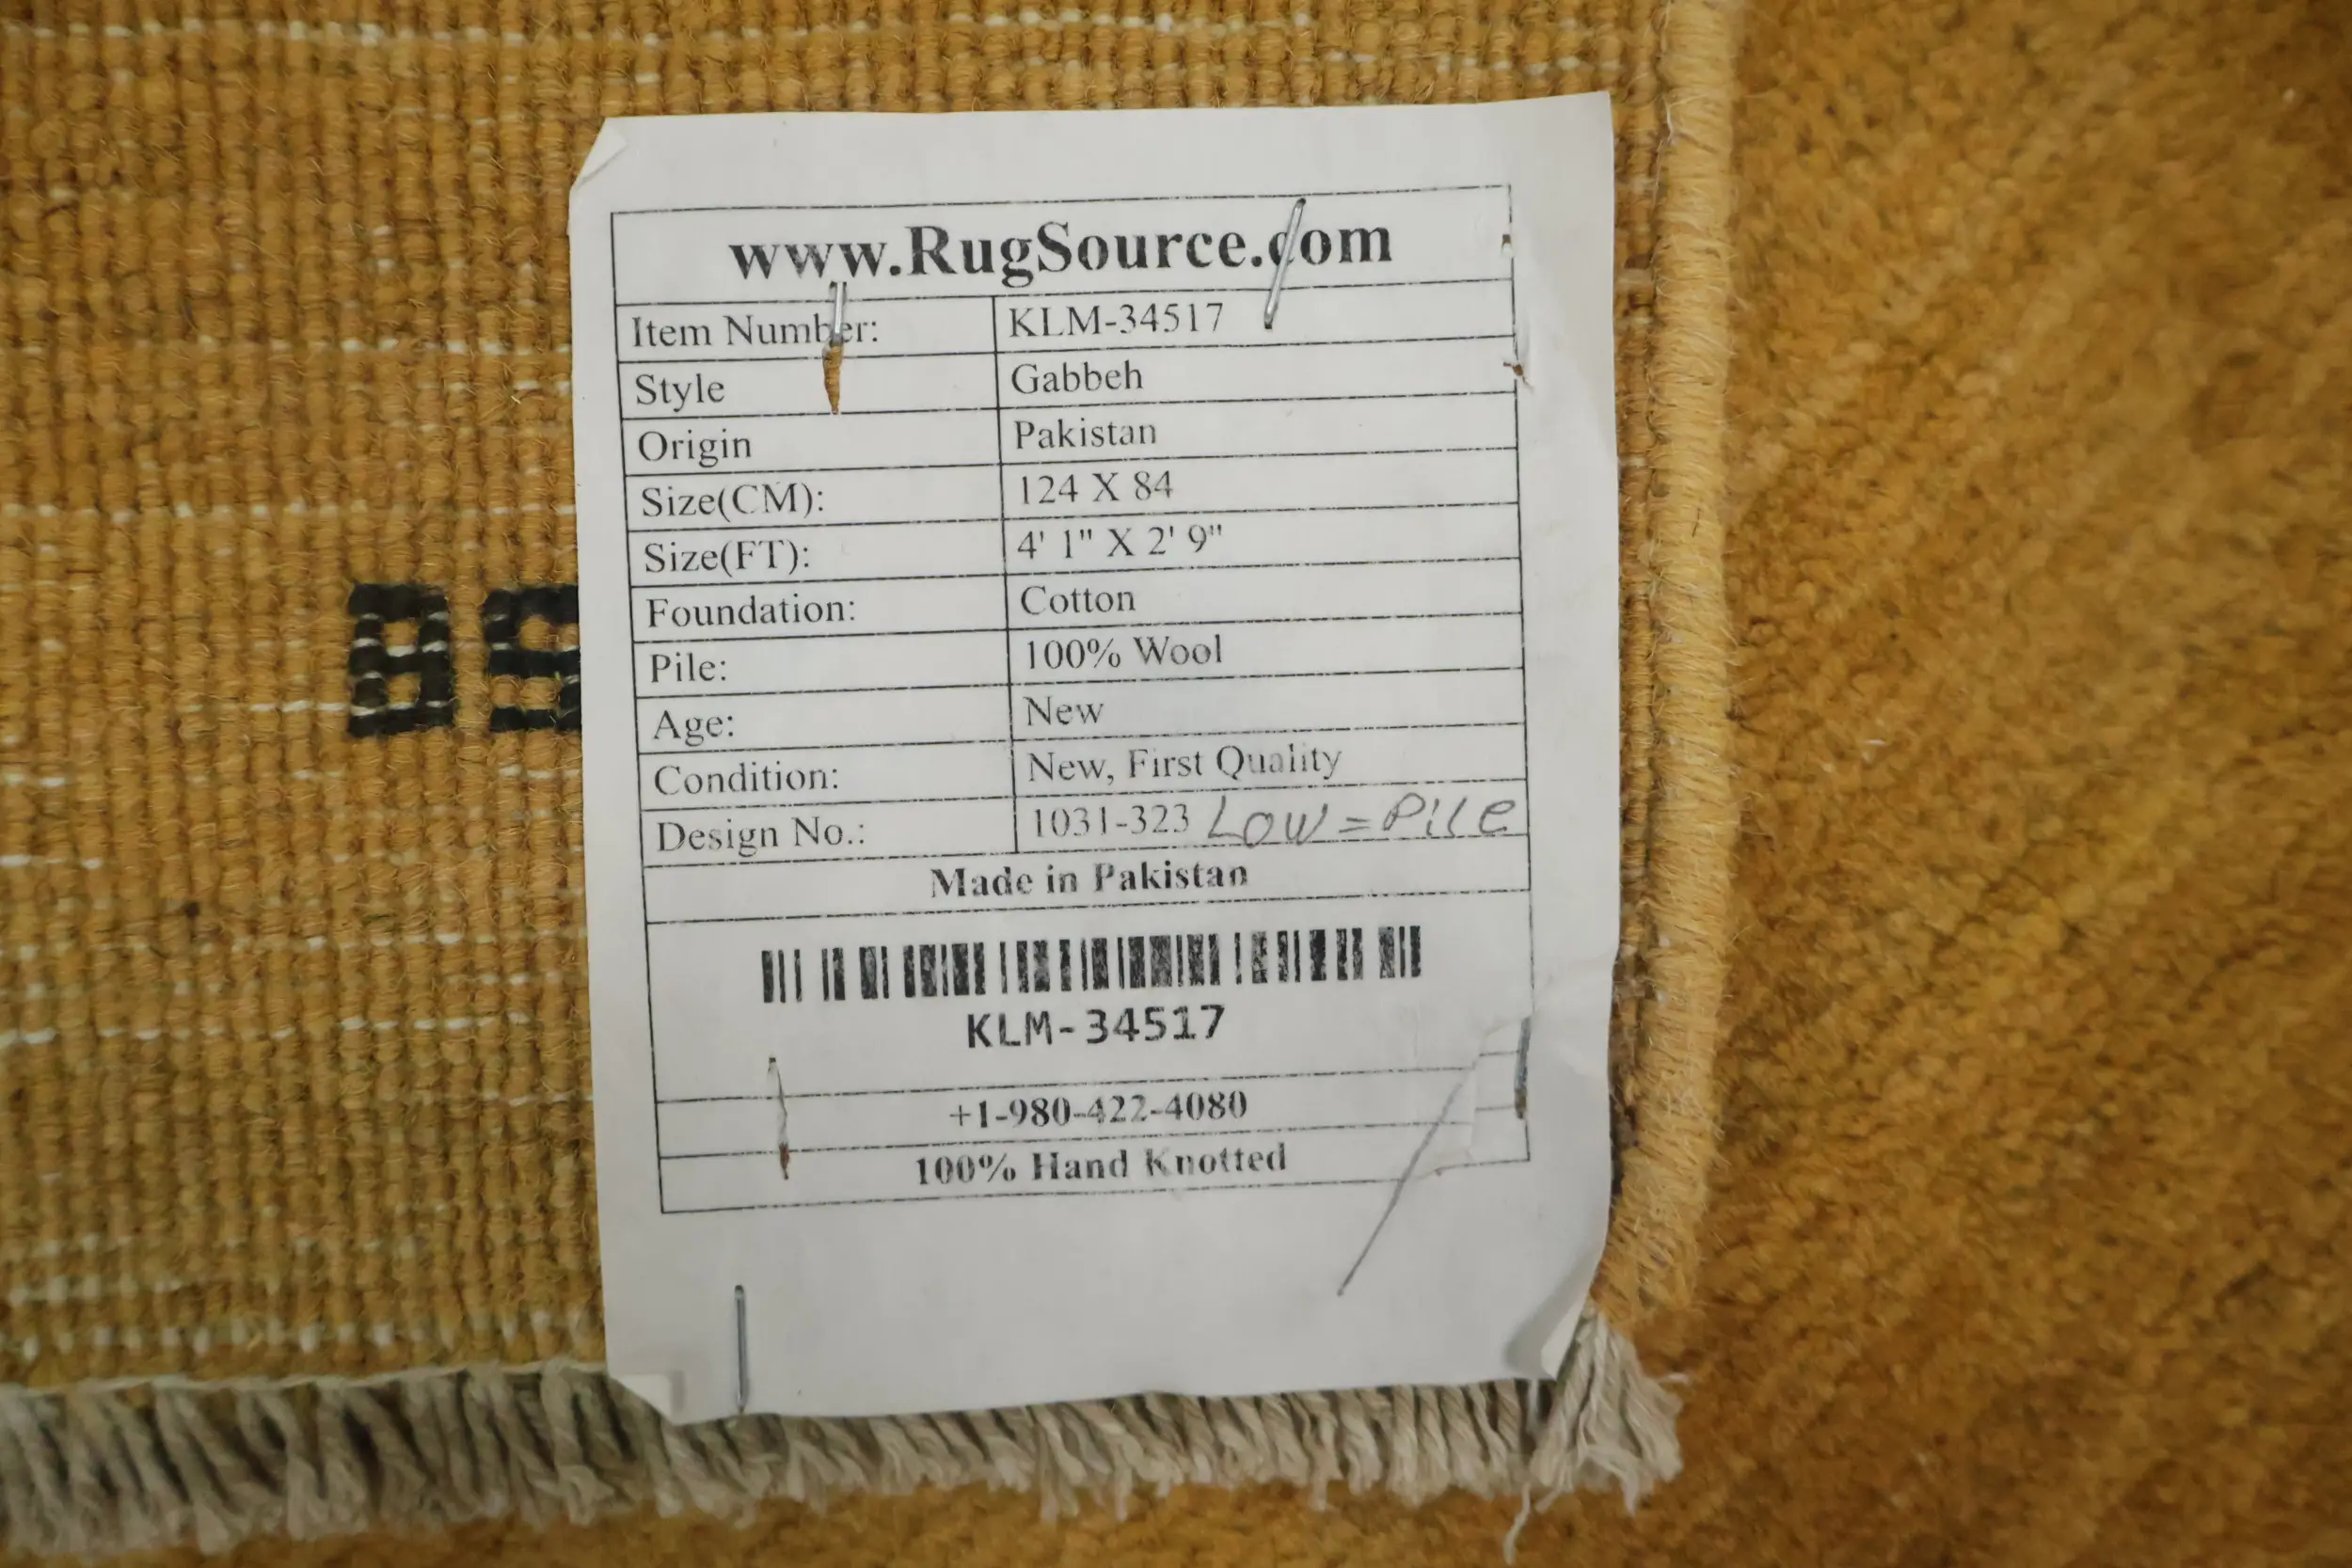 www.RugSource.com
Item Number: KLM-34517
Style Gabbeh
Origin Pakistan
Size(CM): 124 X 84
Size(FT): 4' 1" X 2' 9"
Foundation: Cotton
Pile: 100% Wool
Age: New
Condition: New, First Quality
Design No.: 1031-323 Low=Pile
Made in Pakistan
KLM-34517
+1-980-422-4080
100% Hand Knotted